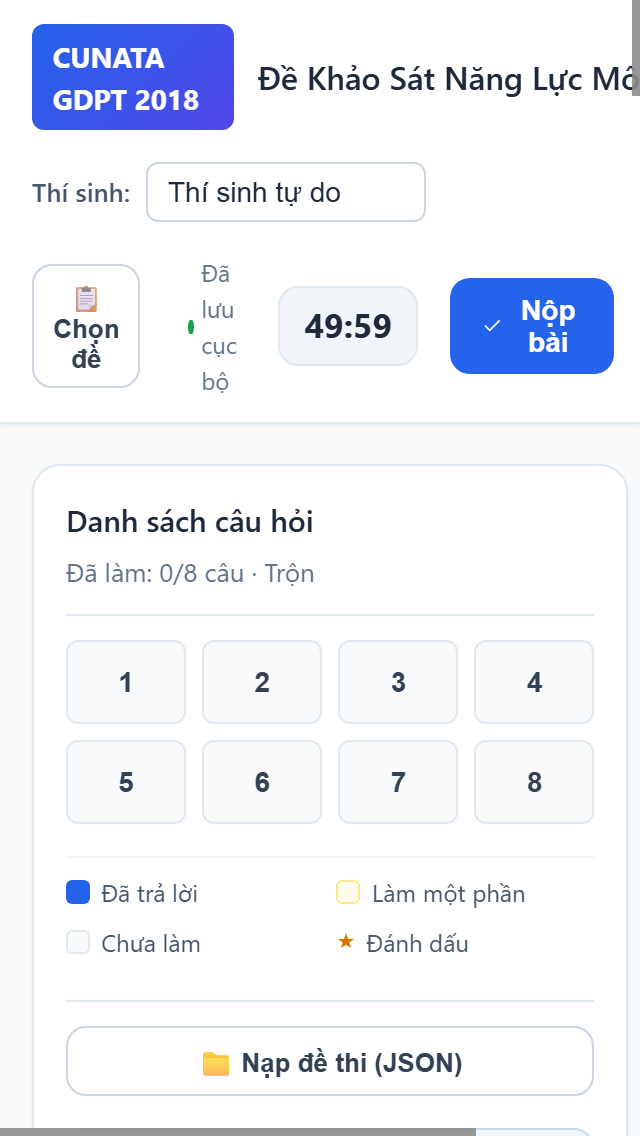 CUNATA
GDPT 2018
Đề Khảo Sát Năng Lực Mô
Thí sinh:
Thí sinh tự do
Chọn
đề
Đã
lưu
cục
bộ
49:59
Nộp
bài
Danh sách câu hỏi
Đã làm: 0/8 câu · Trộn
1
2
3
4
5
6
7
8
Đã trả lời
Làm một phần
Chưa làm
Đánh dấu
Nạp đề thi (JSON)